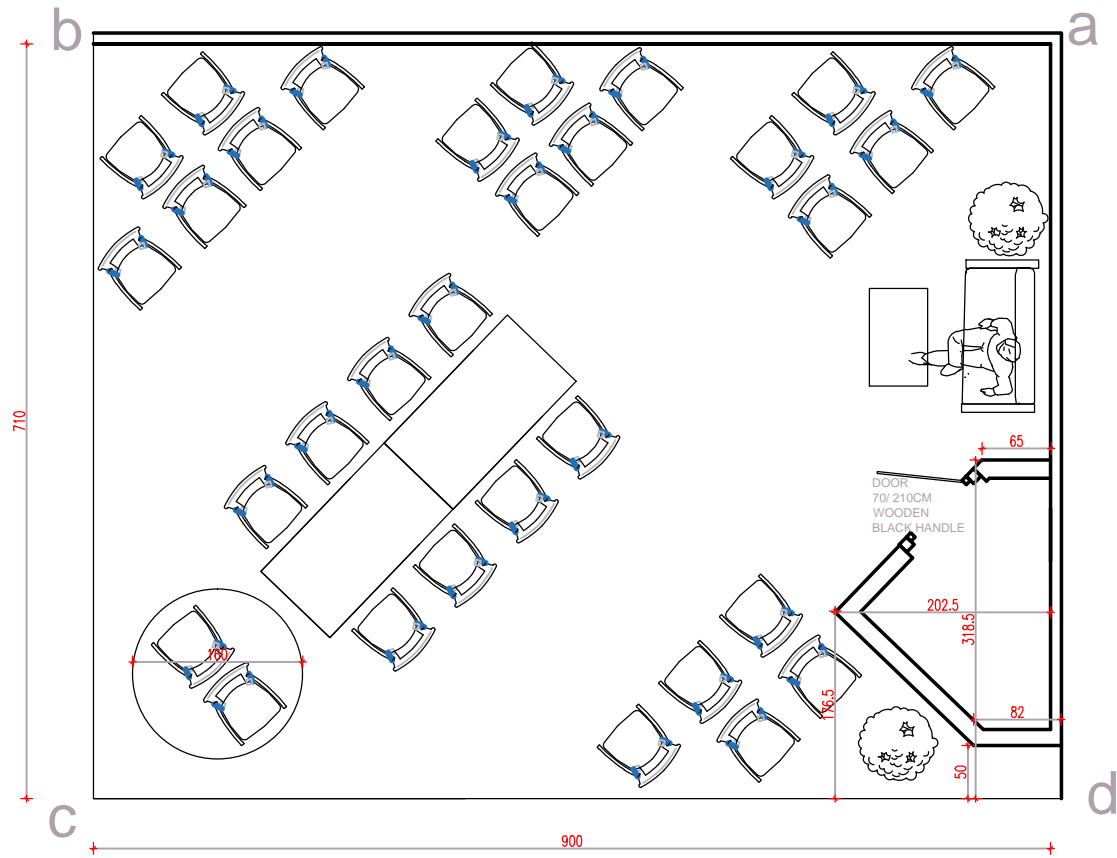 b
a
710
65
DOOR
70/ 210CM
WOODEN
BLACK HANDLE
202.5
318.5
160
176.5
82
50
c
d
900